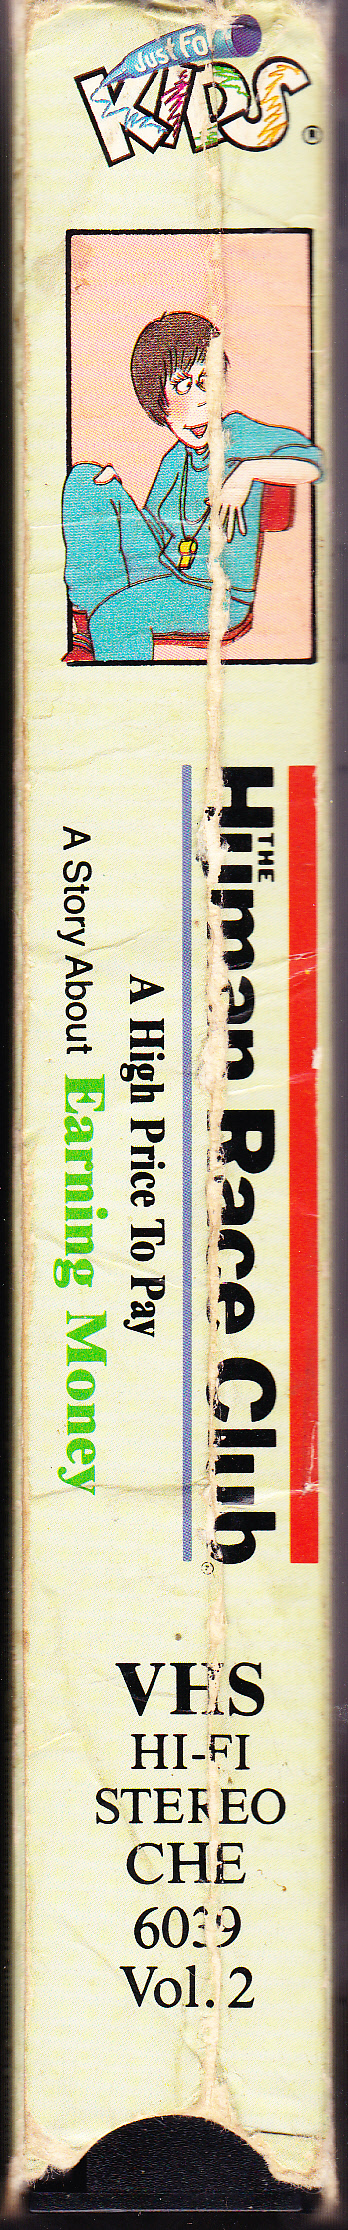 Just Fo
KIDS®
THE
Human Race Club®
A High Price To Pay
A Story About Earning Money
VHS
HI-FI
STEREO
CHE
6039
Vol. 2